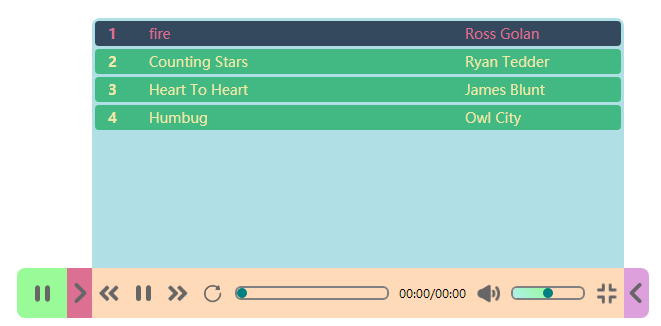 1 fire Ross Golan
2 Counting Stars Ryan Tedder
3 Heart To Heart James Blunt
4 Humbug Owl City
00:00/00:00